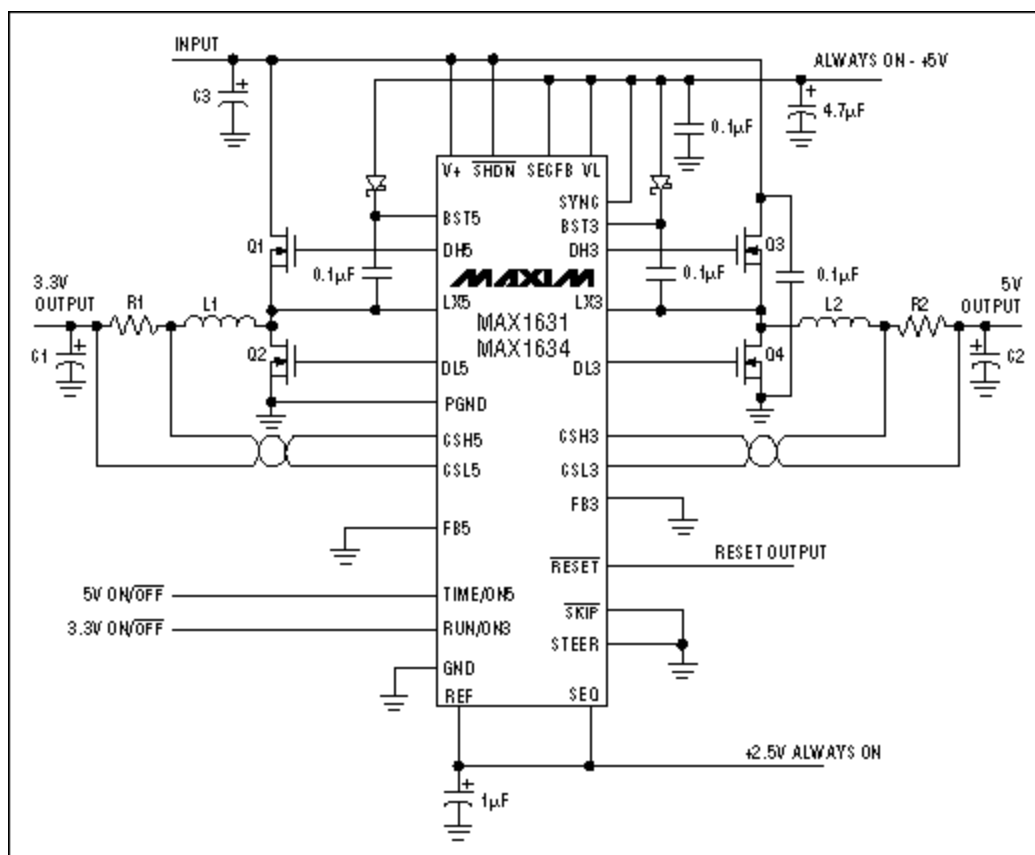 INPUT
ALWAYS ON - +5V
C3
+
0.1µF
+
4.7µF
V+ SHDN SECFB VL
SYNC
BST5
BST3
Q1
DH5
DH3
Q3
0.1µF
MAXIM
0.1µF
0.1µF
3.3V
OUTPUT
R1
L1
LX5
LX3
L2
R2
5V
OUTPUT
MAX1631
MAX1634
C1
+
Q2
DL5
DL3
Q4
+
C2
PGND
CSH5
CSH3
CSL5
CSL3
FB3
FB5
RESET
RESET OUTPUT
5V ON/OFF
TIME/ON5
SKIP
3.3V ON/OFF
RUN/ON3
STEER
GND
REF
SEQ
+2.5V ALWAYS ON
+
1µF